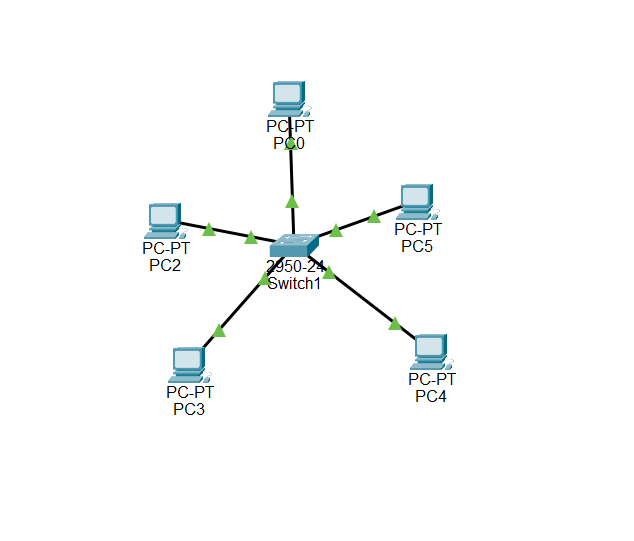 PC-PT
PC0
PC-PT
PC5
PC-PT
PC2
2950-24
Switch1
PC-PT
PC4
PC-PT
PC3